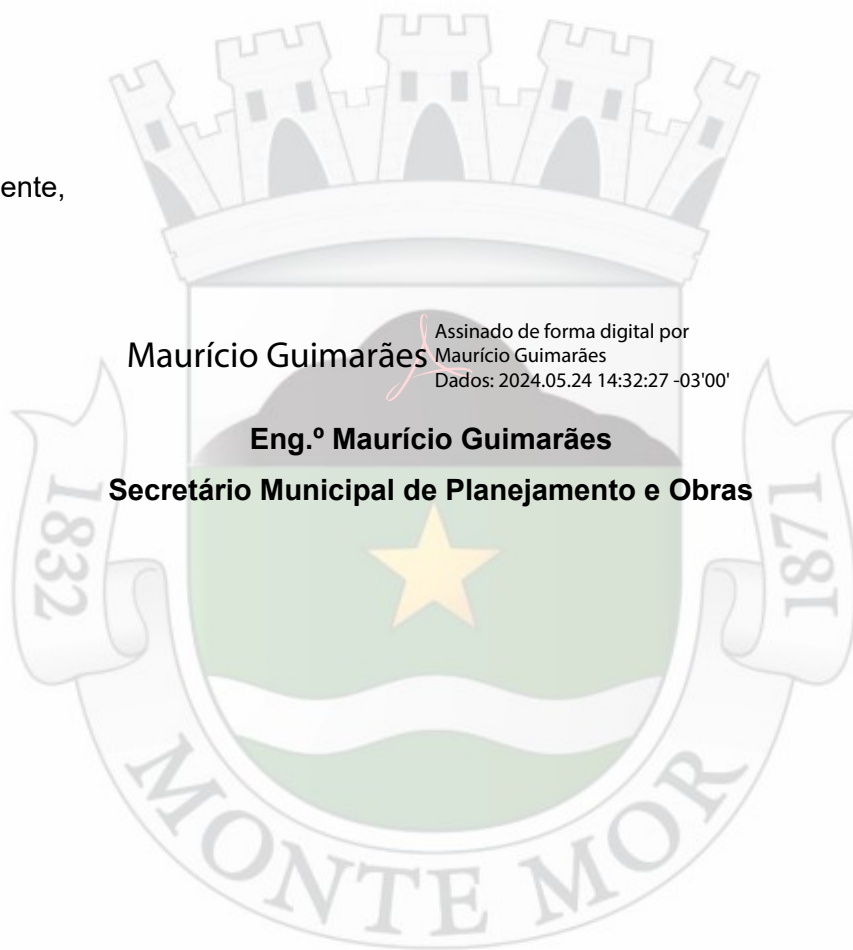 ente,
Maurício Guimarães
Assinado de forma digital por
Maurício Guimarães
Dados: 2024.05.24 14:32:27 -03'00'
Eng.º Maurício Guimarães
Secretário Municipal de Planejamento e Obras
1832
1871
MONTE MOR